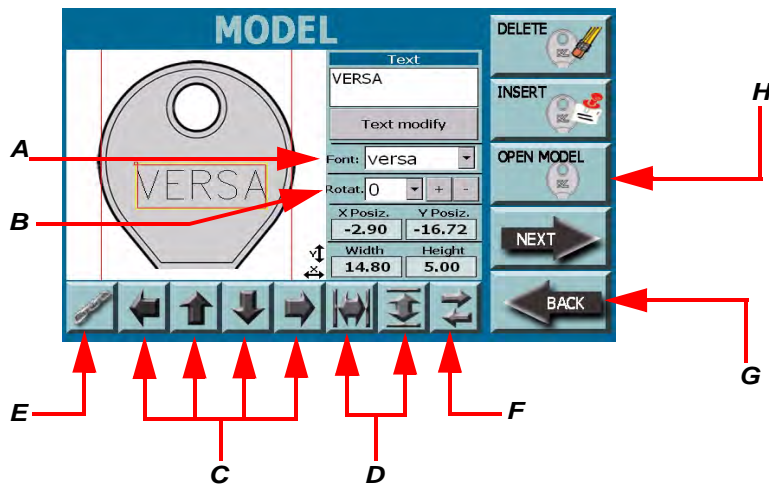 MODEL
Text
VERSA
Text modify
Font: versa
Rotat. 0 + -
X Posiz. Y Posiz.
-2.90 -16.72
Width Height
14.80 5.00
VERSA
Y
X
DELETE
INSERT
OPEN MODEL
NEXT
BACK
A
B
C
D
E
F
G
H